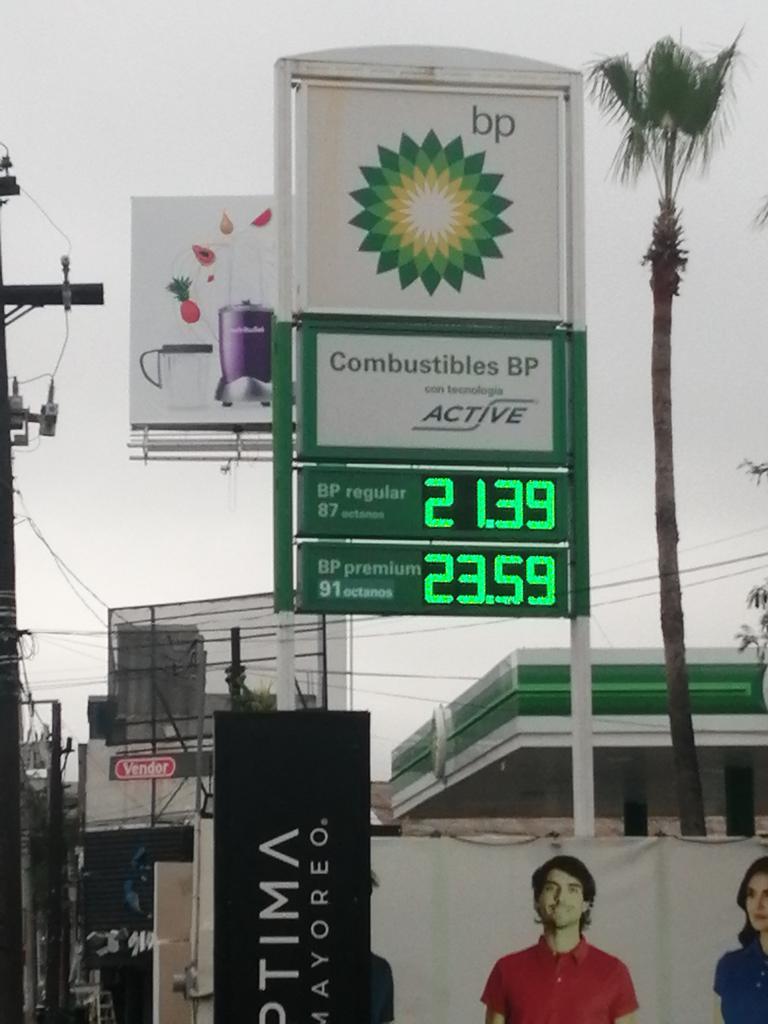 bp
Combustibles BP
con tecnología
ACTIVE
BP regular
87 octanos
21.39
BP premium
91 octanos
23.59
Vendor
PTIMA
MAYOREO.